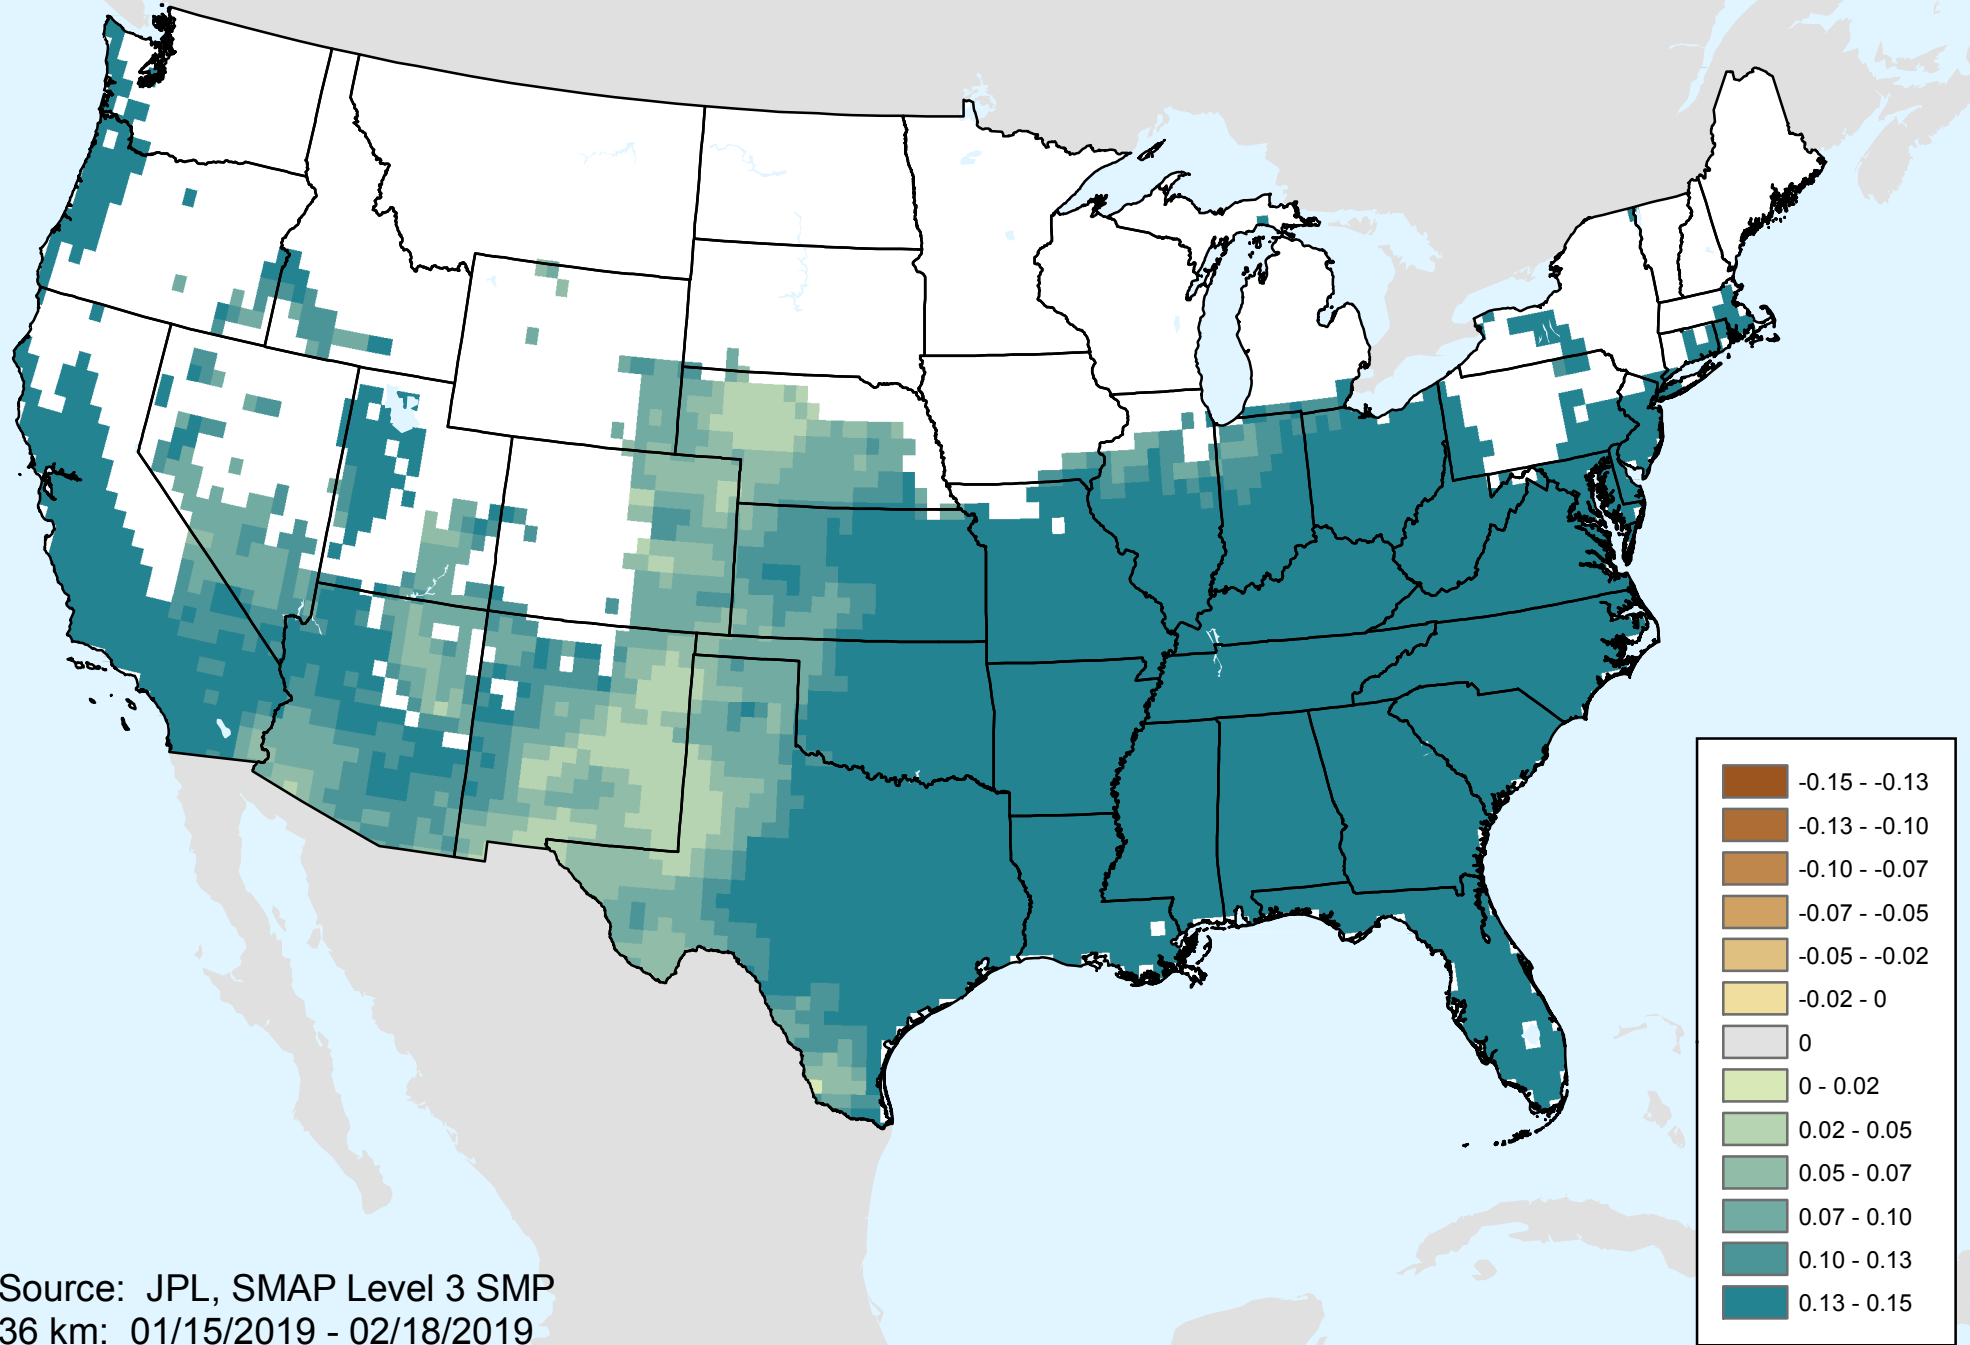 -0.15 - -0.13
-0.13 - -0.10
-0.10 - -0.07
-0.07 - -0.05
-0.05 - -0.02
-0.02 - 0
0
0 - 0.02
0.02 - 0.05
0.05 - 0.07
0.07 - 0.10
0.10 - 0.13
0.13 - 0.15
Source: JPL, SMAP Level 3 SMP
36 km: 01/15/2019 - 02/18/2019